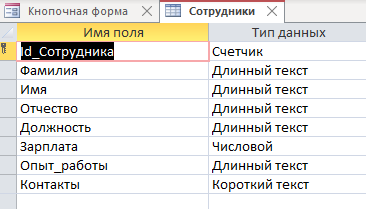 Кнопочная форма Сотрудники
Имя поля Тип данных
Id_Сотрудника Счетчик
Фамилия Длинный текст
Имя Длинный текст
Отчество Длинный текст
Должность Длинный текст
Зарплата Числовой
Опыт_работы Длинный текст
Контакты Короткий текст